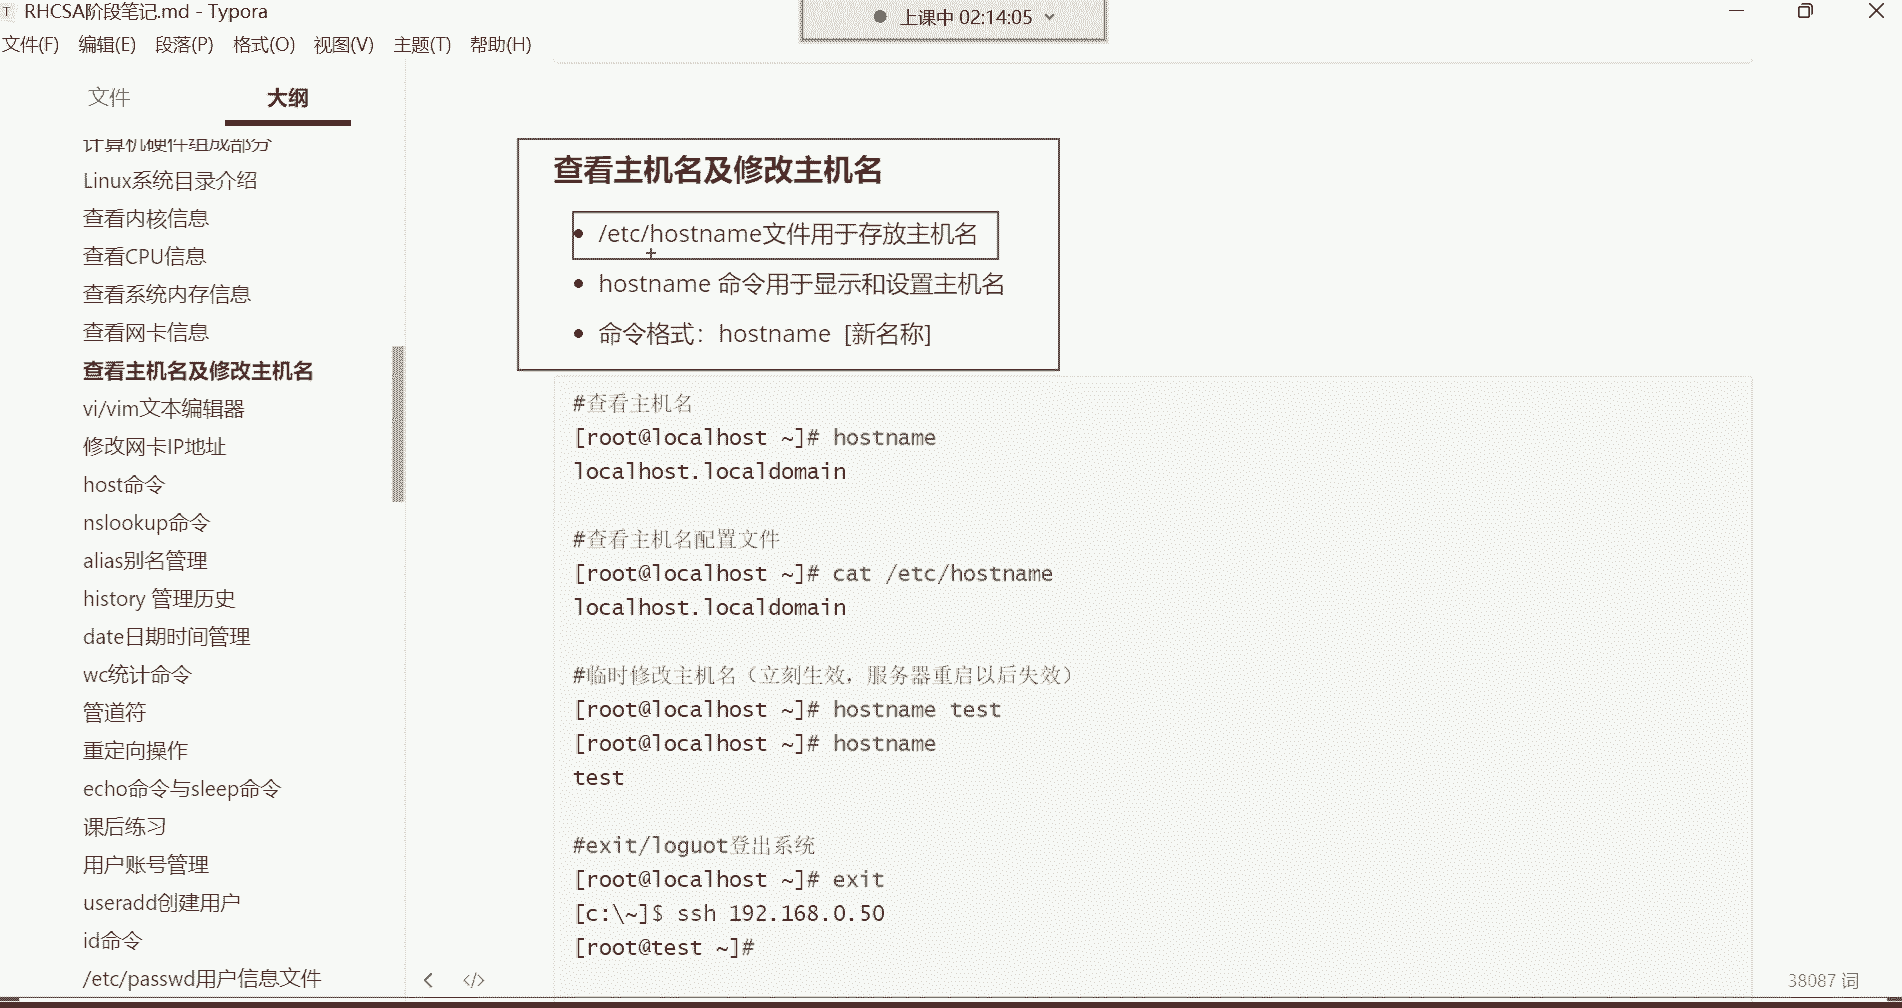 RHCSA阶段笔记.md - Typora
上课中 02:14:05
文件(F) 编辑(E) 段落(P) 格式(O) 视图(V) 主题(T) 帮助(H)
文件 大纲
计算机硬件组成部分
Linux系统目录介绍
查看内核信息
查看CPU信息
查看系统内存信息
查看网卡信息
查看主机名及修改主机名
vi/vim文本编辑器
修改网卡IP地址
host命令
nslookup命令
alias别名管理
history 管理历史
date日期时间管理
wc统计命令
管道符
重定向操作
echo命令与sleep命令
课后练习
用户账号管理
useradd创建用户
id命令
/etc/passwd用户信息文件
查看主机名及修改主机名
/etc/hostname文件用于存放主机名
hostname 命令用于显示和设置主机名
命令格式：hostname [新名称]
#查看主机名
[root@localhost ~]# hostname
localhost.localdomain
#查看主机名配置文件
[root@localhost ~]# cat /etc/hostname
localhost.localdomain
#临时修改主机名（立刻生效，服务器重启以后失效）
[root@localhost ~]# hostname test
[root@localhost ~]# hostname
test
#exit/loguot登出系统
[root@localhost ~]# exit
[c:\~]$ ssh 192.168.0.50
[root@test ~]#
38087 词